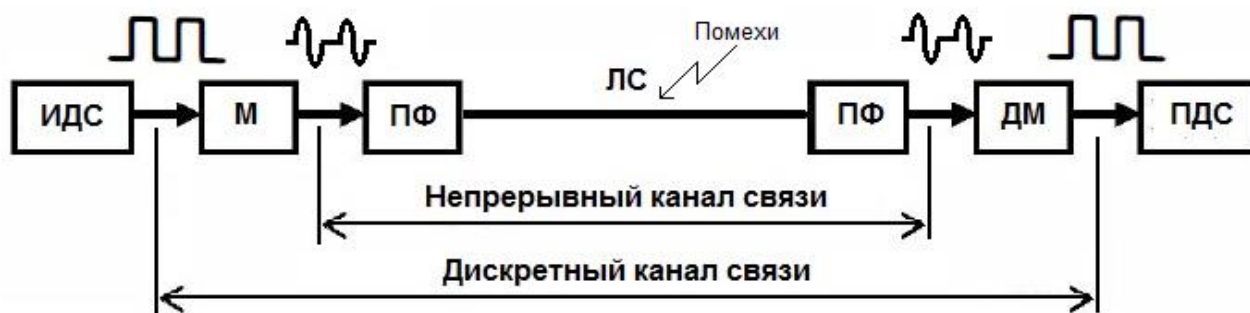 Помехи
ЛС
ИДС М ПФ ПФ ДМ ПДС
Непрерывный канал связи
Дискретный канал связи